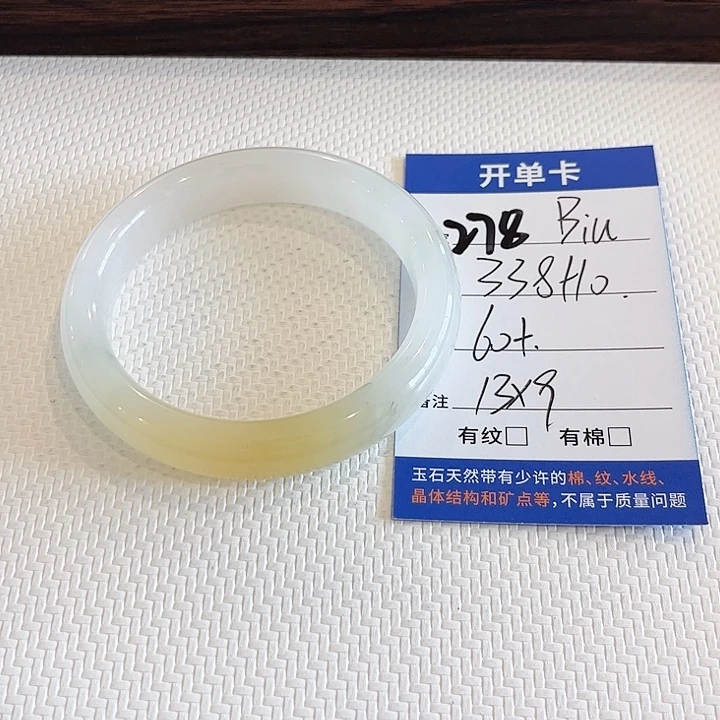 开单卡
278 Biu
338Ho.
60+.
备注 13x9
有纹□ 有棉□
玉石天然带有少许的棉、纹、水线、
晶体结构和矿点等,不属于质量问题